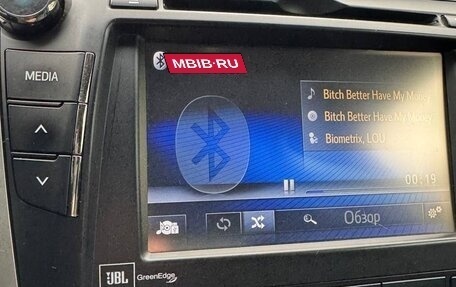 MBIB-RU
MEDIA
Bitch Better Have My Money
Bitch Better Have My Money
Biometrix, LOU
00:19
Обзор
JBL
GreenEdge